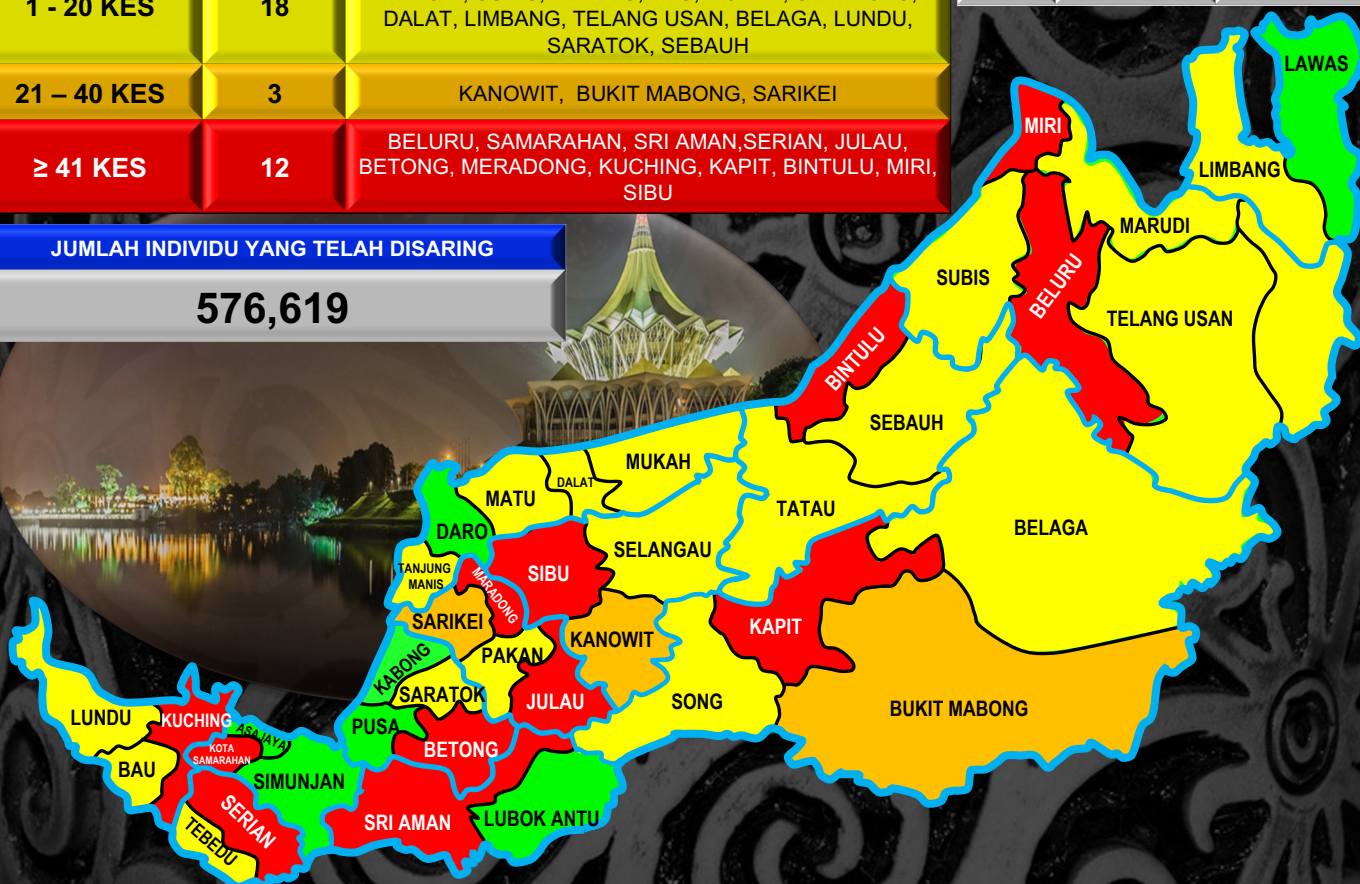 1 - 20 KES
18
DALAT, LIMBANG, TELANG USAN, BELAGA, LUNDU,
SARATOK, SEBAUH
21 – 40 KES
3
KANOWIT, BUKIT MABONG, SARIKEI
≥ 41 KES
12
BELURU, SAMARAHAN, SRI AMAN,SERIAN, JULAU,
BETONG, MERADONG, KUCHING, KAPIT, BINTULU, MIRI,
SIBU
JUMLAH INDIVIDU YANG TELAH DISARING
576,619
LAWAS
MIRI
LIMBANG
MARUDI
SUBIS
BELURU
TELANG USAN
BINTULU
SEBAUH
MUKAH
DALAT
MATU
TATAU
BELAGA
DARO
SELANGAU
TANJUNG
MANIS
MARADONG
SIBU
SARIKEI
KAPIT
KANOWIT
PAKAN
KABONG
SARATOK
JULAU
SONG
BUKIT MABONG
LUNDU
KUCHING
PUSA
ASAJAYA
BETONG
KOTA
SAMARAHAN
BAU
SIMUNJAN
SERIAN
SRI AMAN
LUBOK ANTU
TEBEDU